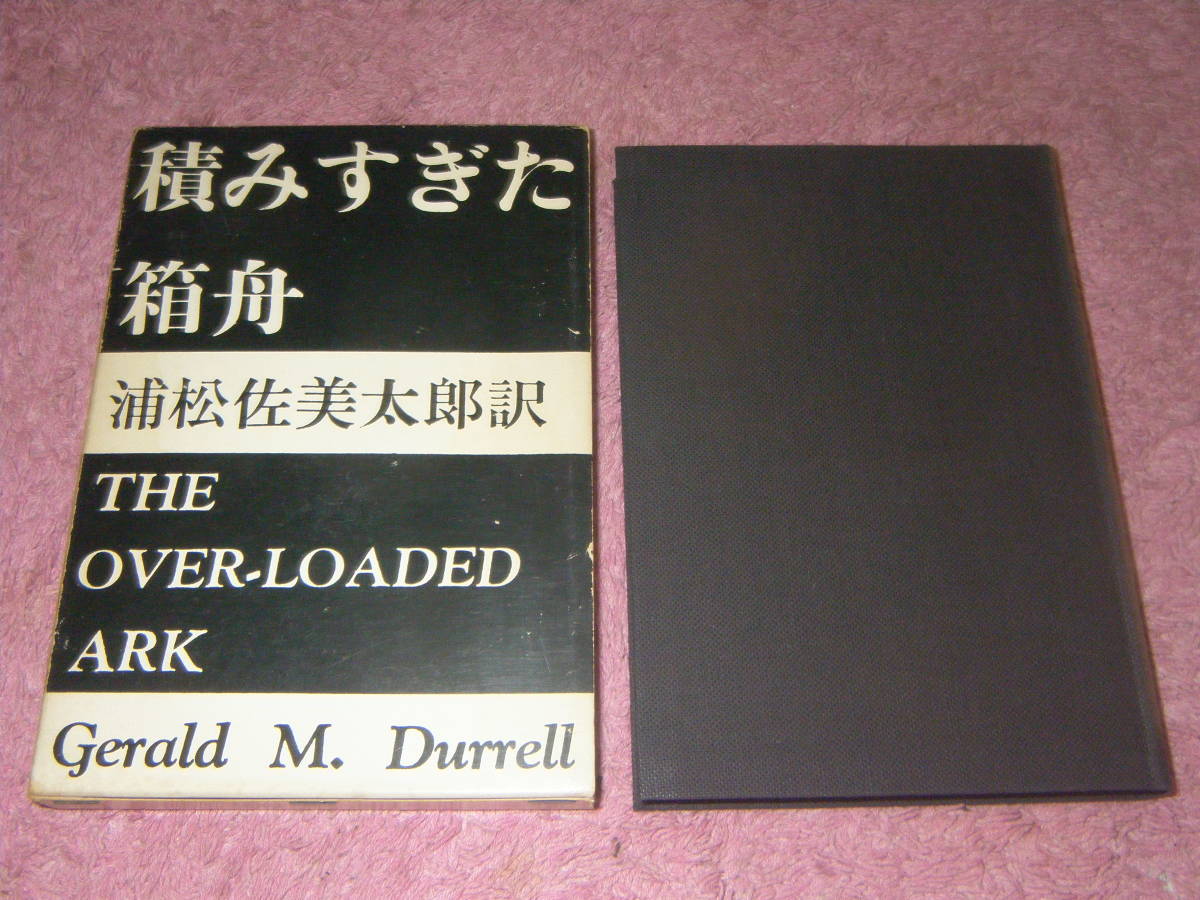 積みすぎた
箱舟
浦松佐美太郎訳
THE
OVER-LOADED
ARK
Gerald M. Durrell